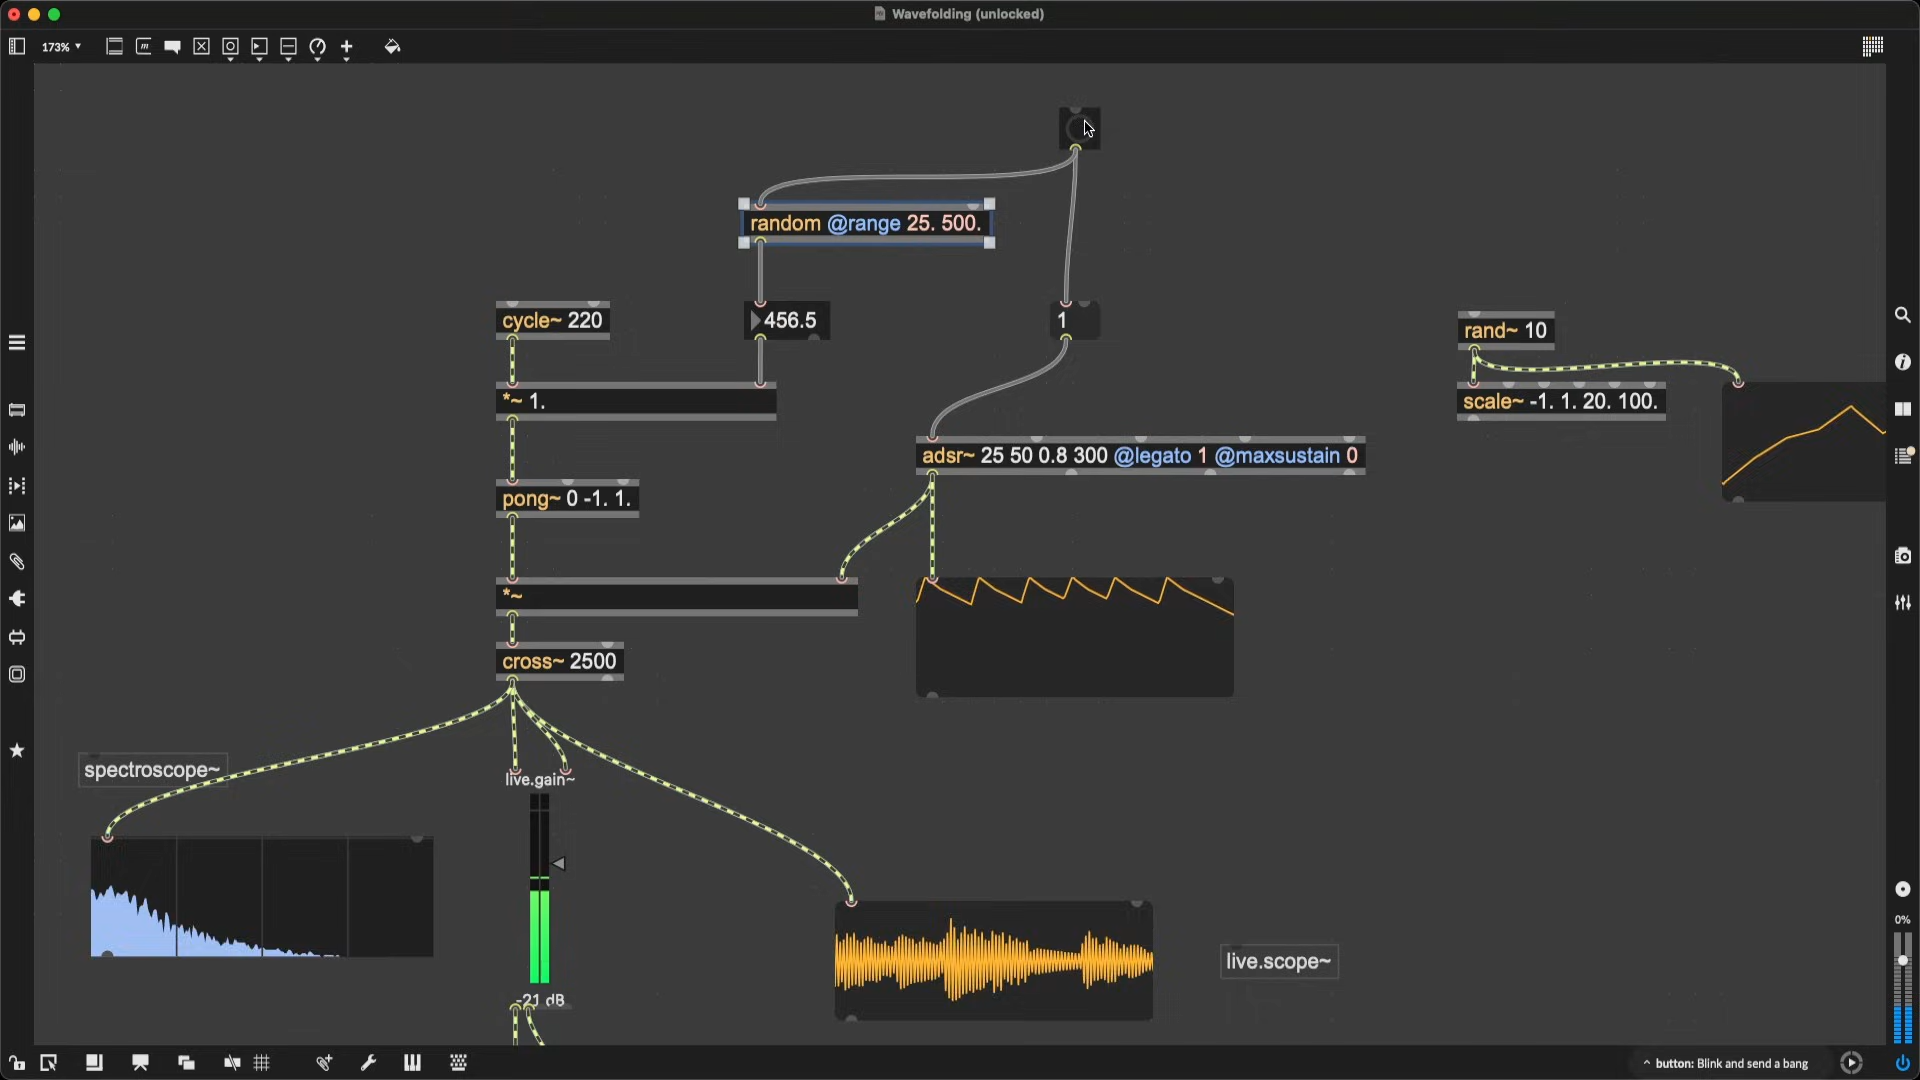 Wavefolding (unlocked)
173%
random @range 25. 500.
cycle~ 220
456.5
1
rand~ 10
*~ 1.
scale~ -1. 1. 20. 100.
adsr~ 25 50 0.8 300 @legato 1 @maxsustain 0
pong~ 0 -1. 1.
*~
cross~ 2500
spectroscope~
live.gain~
0%
live.scope~
-21 dB
button: Blink and send a bang